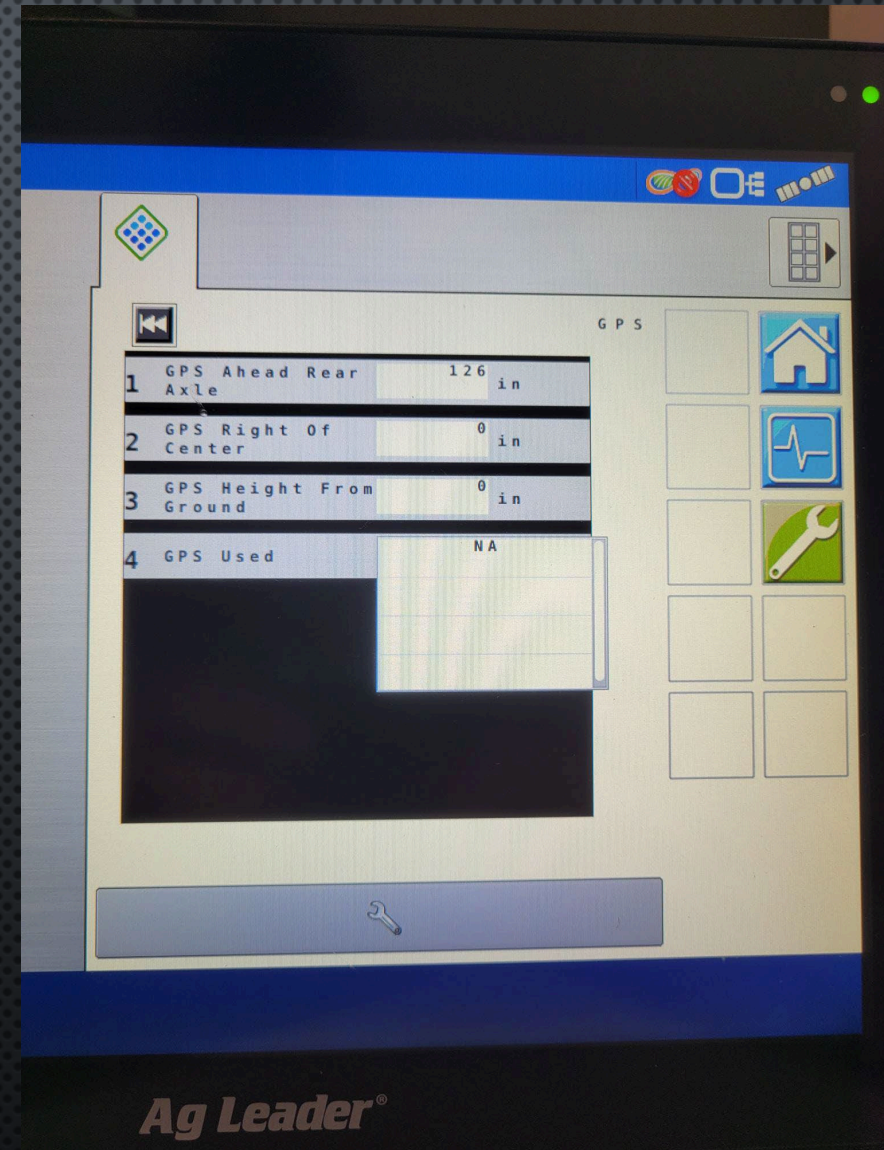 GPS
1 GPS Ahead Rear Axle 126 in
2 GPS Right Of Center 0 in
3 GPS Height From Ground 0 in
4 GPS Used NA
Ag Leader®